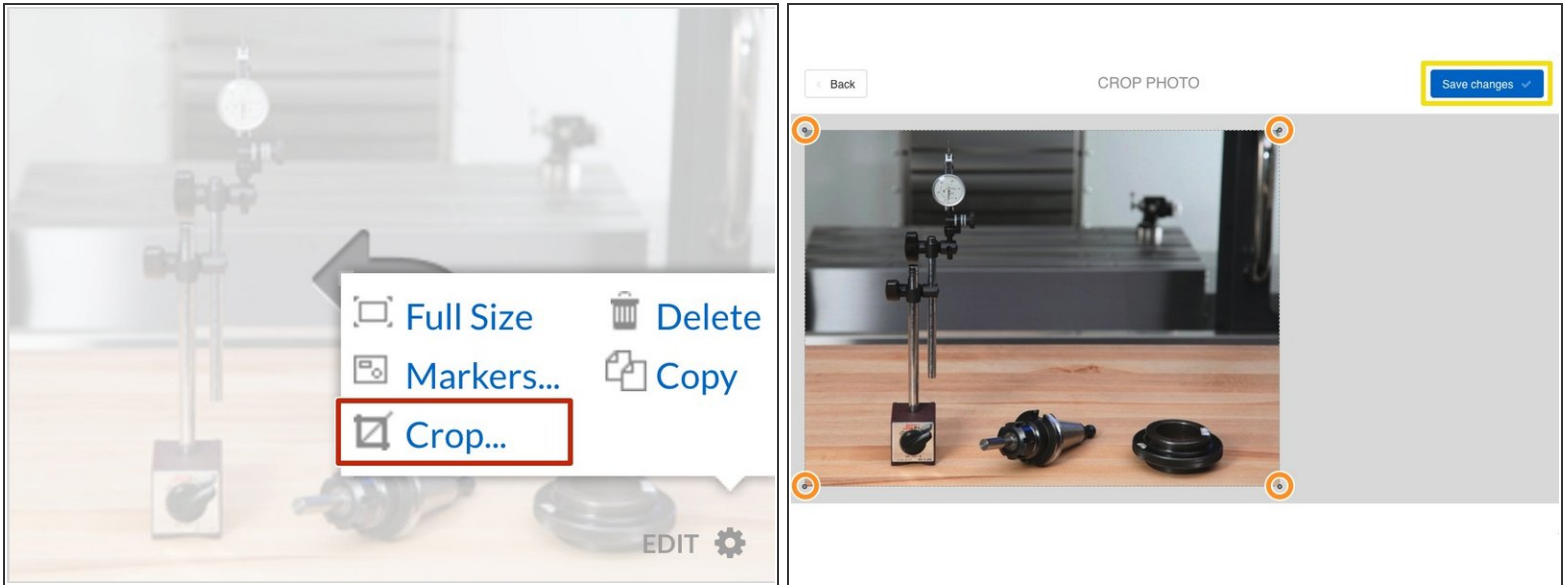 Full Size
Delete
Markers...
Copy
Crop...
EDIT
Back
CROP PHOTO
Save changes